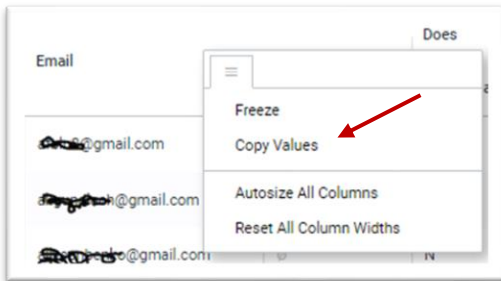 Does
Email
Freeze
@gmail.com
Copy Values
@gmail.com
Autosize All Columns
Reset All Column Widths
@gmail.com
N